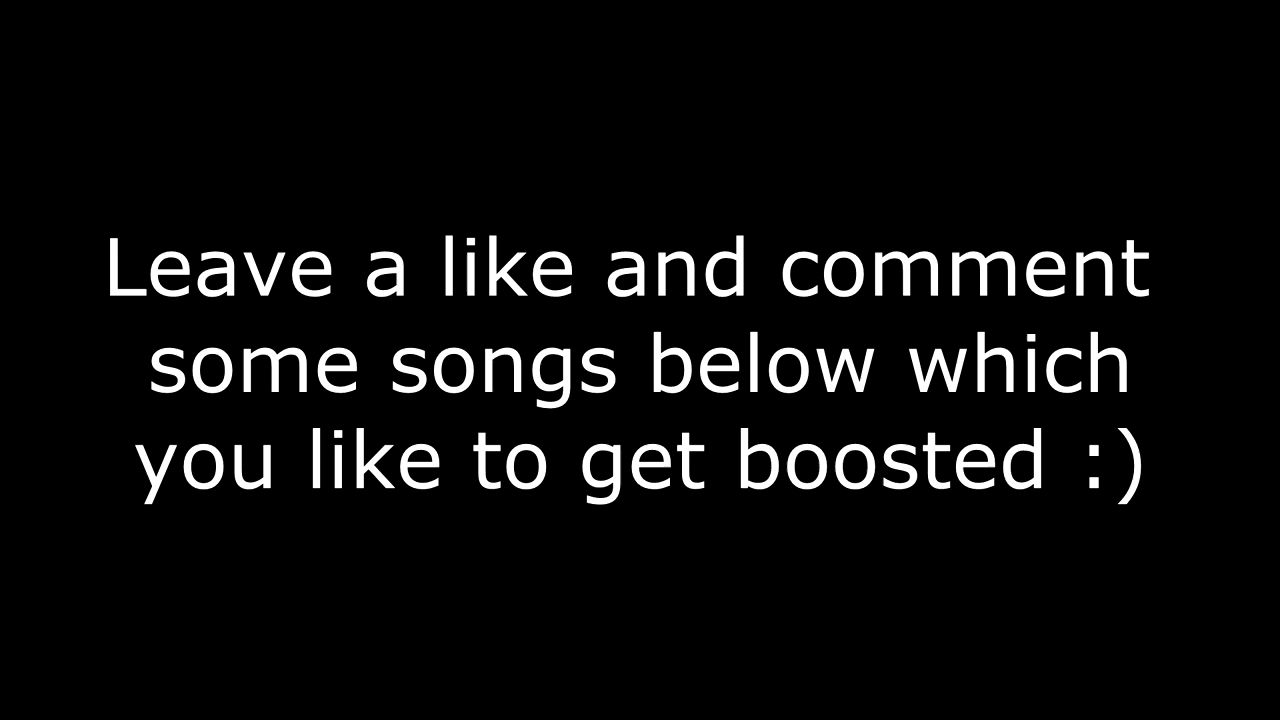 Leave a like and comment
some songs below which
you like to get boosted :)